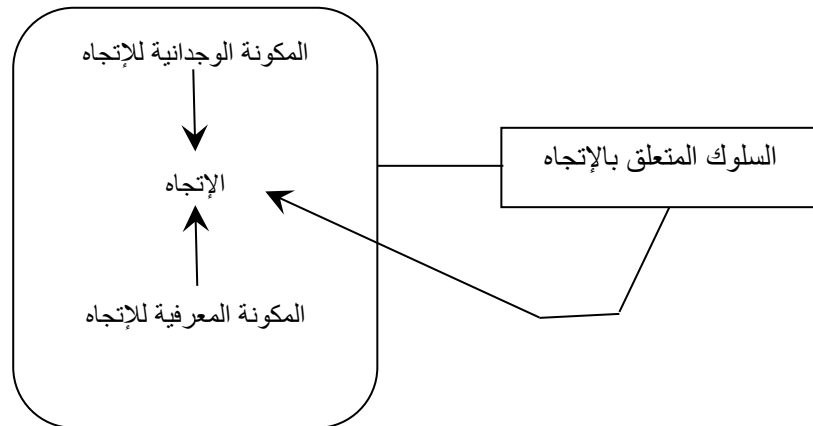 المكونة الوجدانية للإتجاه
السلوك المتعلق بالإتجاه
الإتجاه
المكونة المعرفية للإتجاه